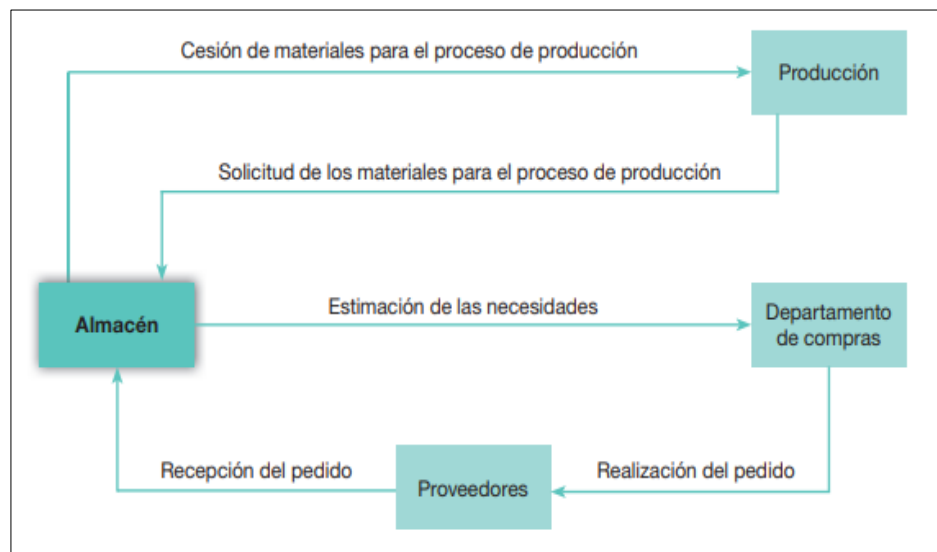 Cesión de materiales para el proceso de producción
Producción
Solicitud de los materiales para el proceso de producción
Almacén
Estimación de las necesidades
Departamento
de compras
Recepción del pedido
Proveedores
Realización del pedido